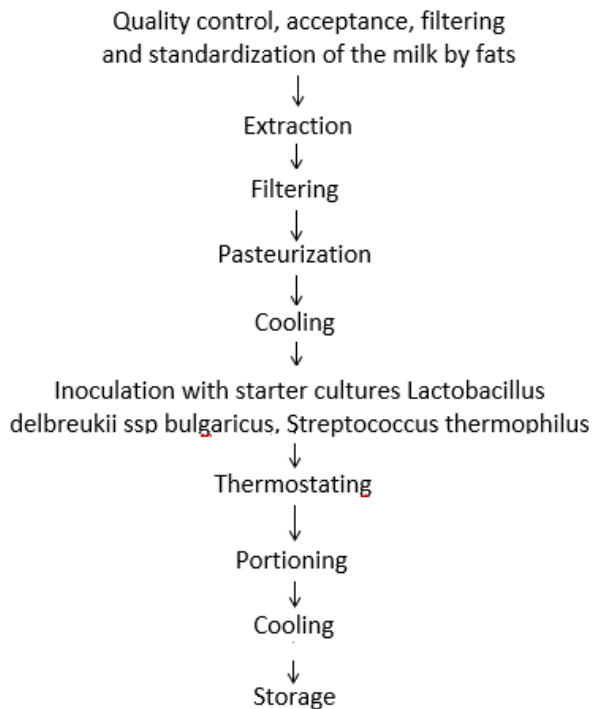 Quality control, acceptance, filtering
and standardization of the milk by fats
Extraction
Filtering
Pasteurization
Cooling
Inoculation with starter cultures Lactobacillus
delbreukii ssp bulgaricus, Streptococcus thermophilus
Thermostating
Portioning
Cooling
Storage